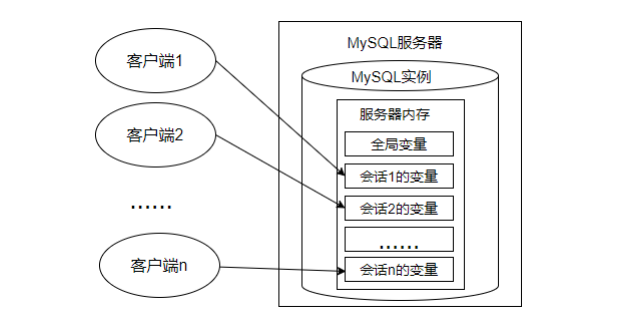 客户端1
客户端2
……
客户端n
MySQL服务器
MySQL实例
服务器内存
全局变量
会话1的变量
会话2的变量
……
会话n的变量